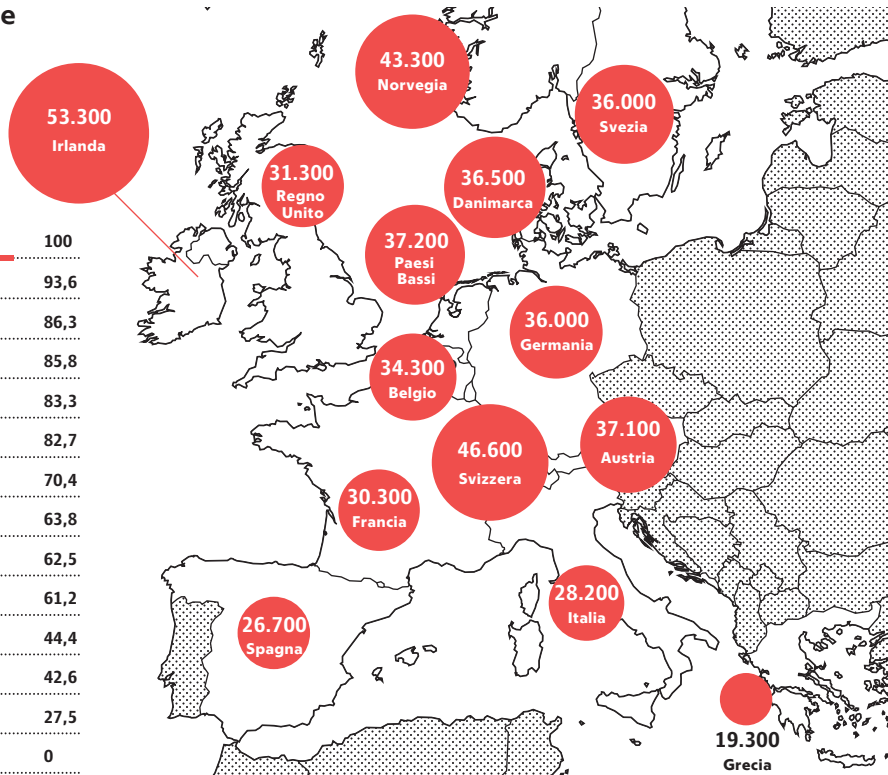 e
43.300
Norvegia
53.300
Irlanda
36.000
Svezia
31.300
Regno
Unito
36.500
Danimarca
37.200
Paesi
Bassi
36.000
Germania
34.300
Belgio
37.100
Austria
46.600
Svizzera
30.300
Francia
28.200
Italia
26.700
Spagna
19.300
Grecia
100
93,6
86,3
85,8
83,3
82,7
70,4
63,8
62,5
61,2
44,4
42,6
27,5
0